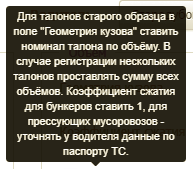 Для талонов старого образца в
поле "Геометрия кузова" ставить
номинал талона по объёму. В
случае регистрации нескольких
талонов проставлять сумму всех
объёмов. Коэффициент сжатия
для бункеров ставить 1, для
прессующих мусоровозов -
уточнять у водителя данные по
паспорту ТС.